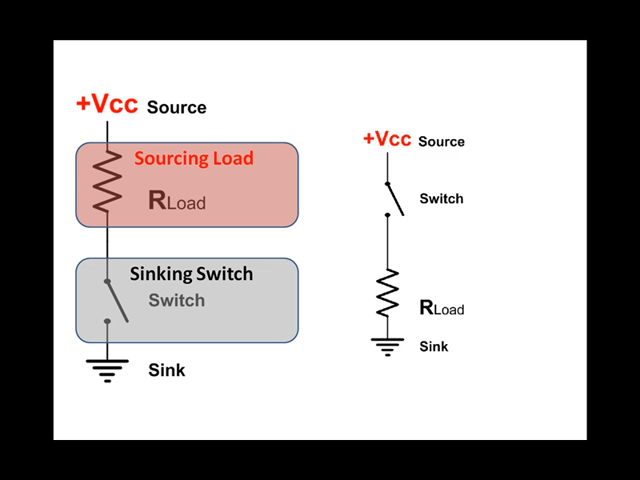 +Vcc Source
Sourcing Load
RLoad
Sinking Switch
Switch
Sink
+Vcc Source
Switch
RLoad
Sink